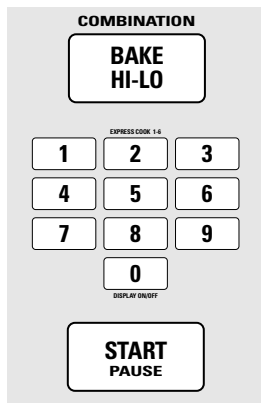 COMBINATION
BAKE
HI-LO
EXPRESS COOK 1-6
1 2 3
4 5 6
7 8 9
0
DISPLAY ON/OFF
START
PAUSE